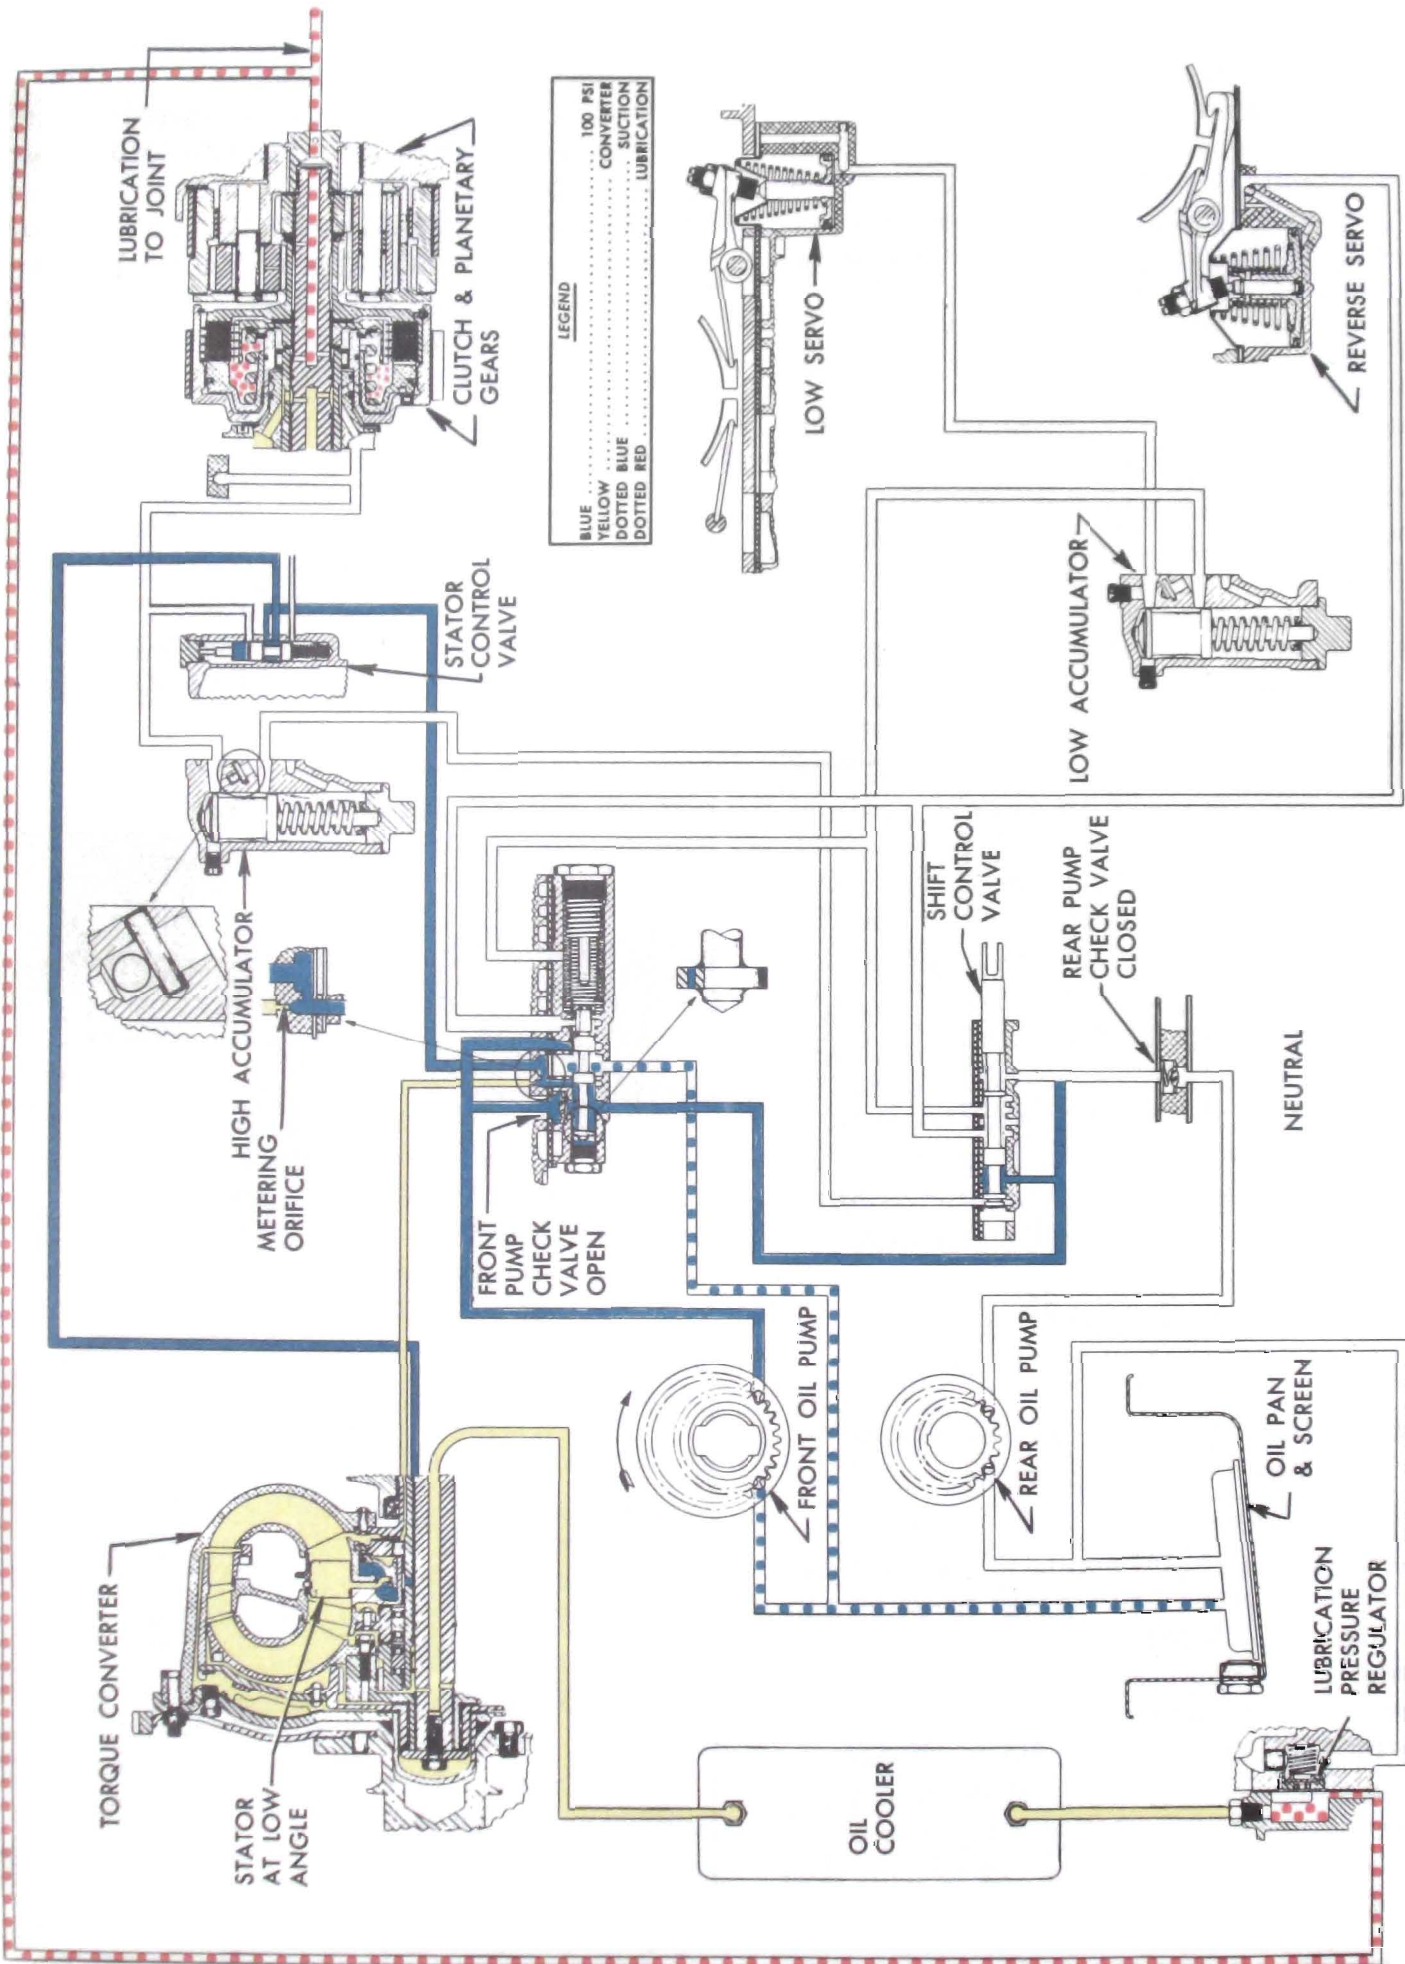 LUBRICATION
TO JOINT
CLUTCH & PLANETARY
GEARS
LEGEND
BLUE .......... 100 PSI
YELLOW .......... CONVERTER
DOTTED BLUE .......... SUCTION
DOTTED RED .......... LUBRICATION
LOW SERVO
REVERSE SERVO
STATOR
CONTROL
VALVE
LOW ACCUMULATOR
HIGH ACCUMULATOR
METERING
ORIFICE
SHIFT
CONTROL
VALVE
REAR PUMP
CHECK VALVE
CLOSED
FRONT
PUMP
CHECK
VALVE
OPEN
NEUTRAL
TORQUE CONVERTER
STATOR
AT LOW
ANGLE
FRONT OIL PUMP
REAR OIL PUMP
OIL PAN
& SCREEN
OIL
COOLER
LUBRICATION
PRESSURE
REGULATOR